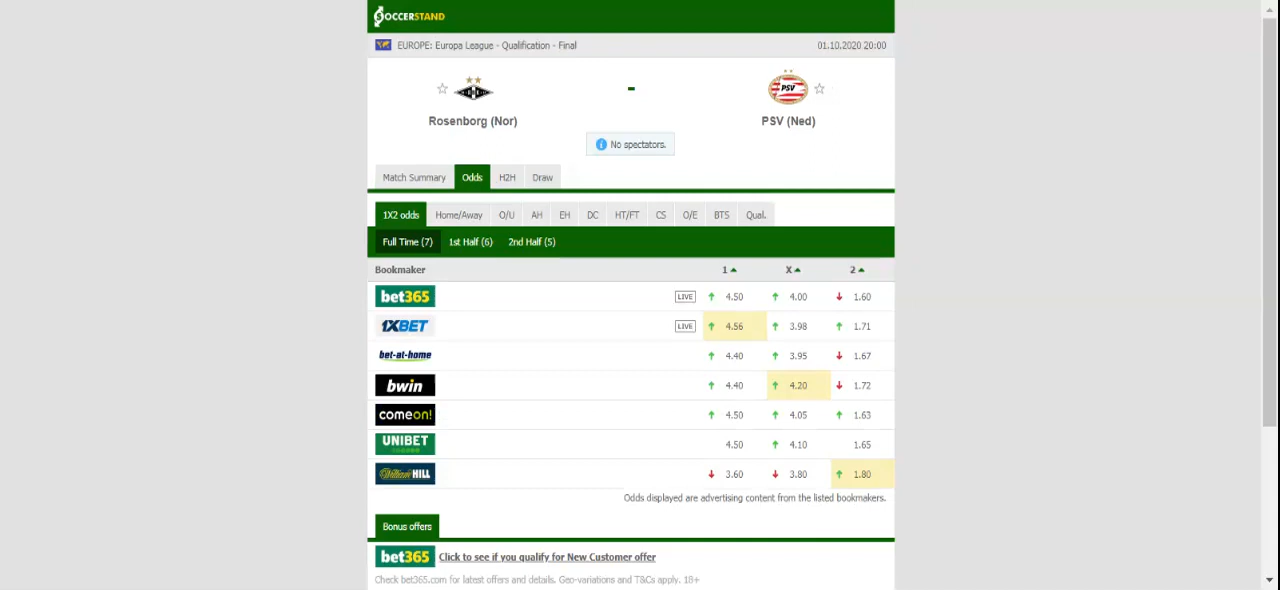 SOCCERSTAND
EUROPE: Europa League - Qualification - Final 01.10.2020 20:00
-
PSV
Rosenborg (Nor) PSV (Ned)
No spectators.
Match Summary Odds H2H Draw
1X2 odds Home/Away O/U AH EH DC HT/FT CS O/E BTS Qual.
Full Time (7) 1st Half (6) 2nd Half (5)
Bookmaker 1 X 2
bet365 LIVE 4.50 4.00 1.60
1XBET LIVE 4.56 3.98 1.71
bet-at-home 4.40 3.95 1.67
bwin 4.40 4.20 1.72
comeon! 4.50 4.05 1.63
UNIBET 4.50 4.10 1.65
William HILL 3.60 3.80 1.80
Odds displayed are advertising content from the listed bookmakers.
Bonus offers
bet365 Click to see if you qualify for New Customer offer
Check bet365.com for latest offers and details. Geo-variations and T&Cs apply. 18+